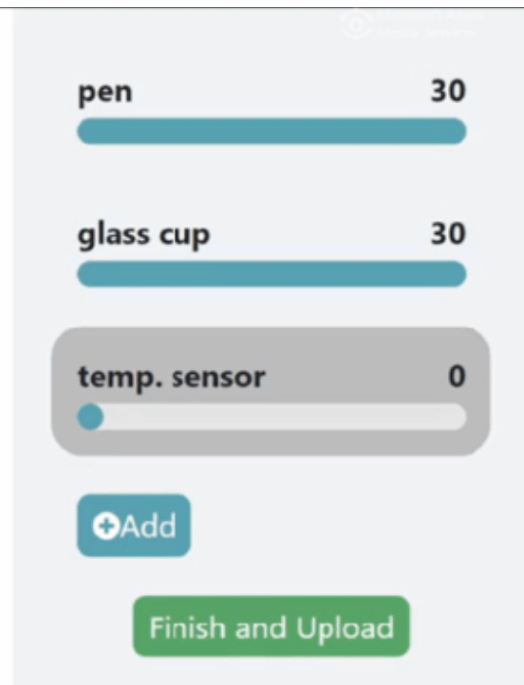 pen 30
glass cup 30
temp. sensor 0
Add
Finish and Upload